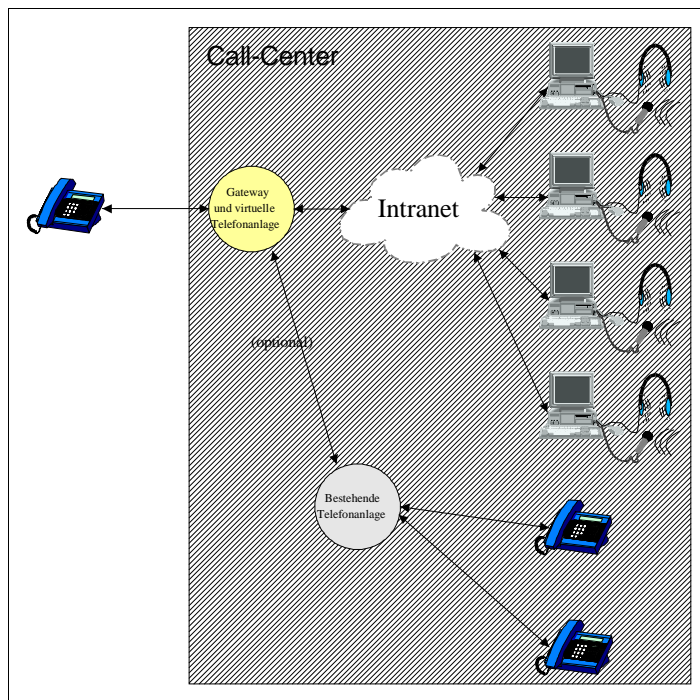 Call-Center
Gateway
und virtuelle
Telefonanlage
Intranet
(optional)
Bestehende
Telefonanlage